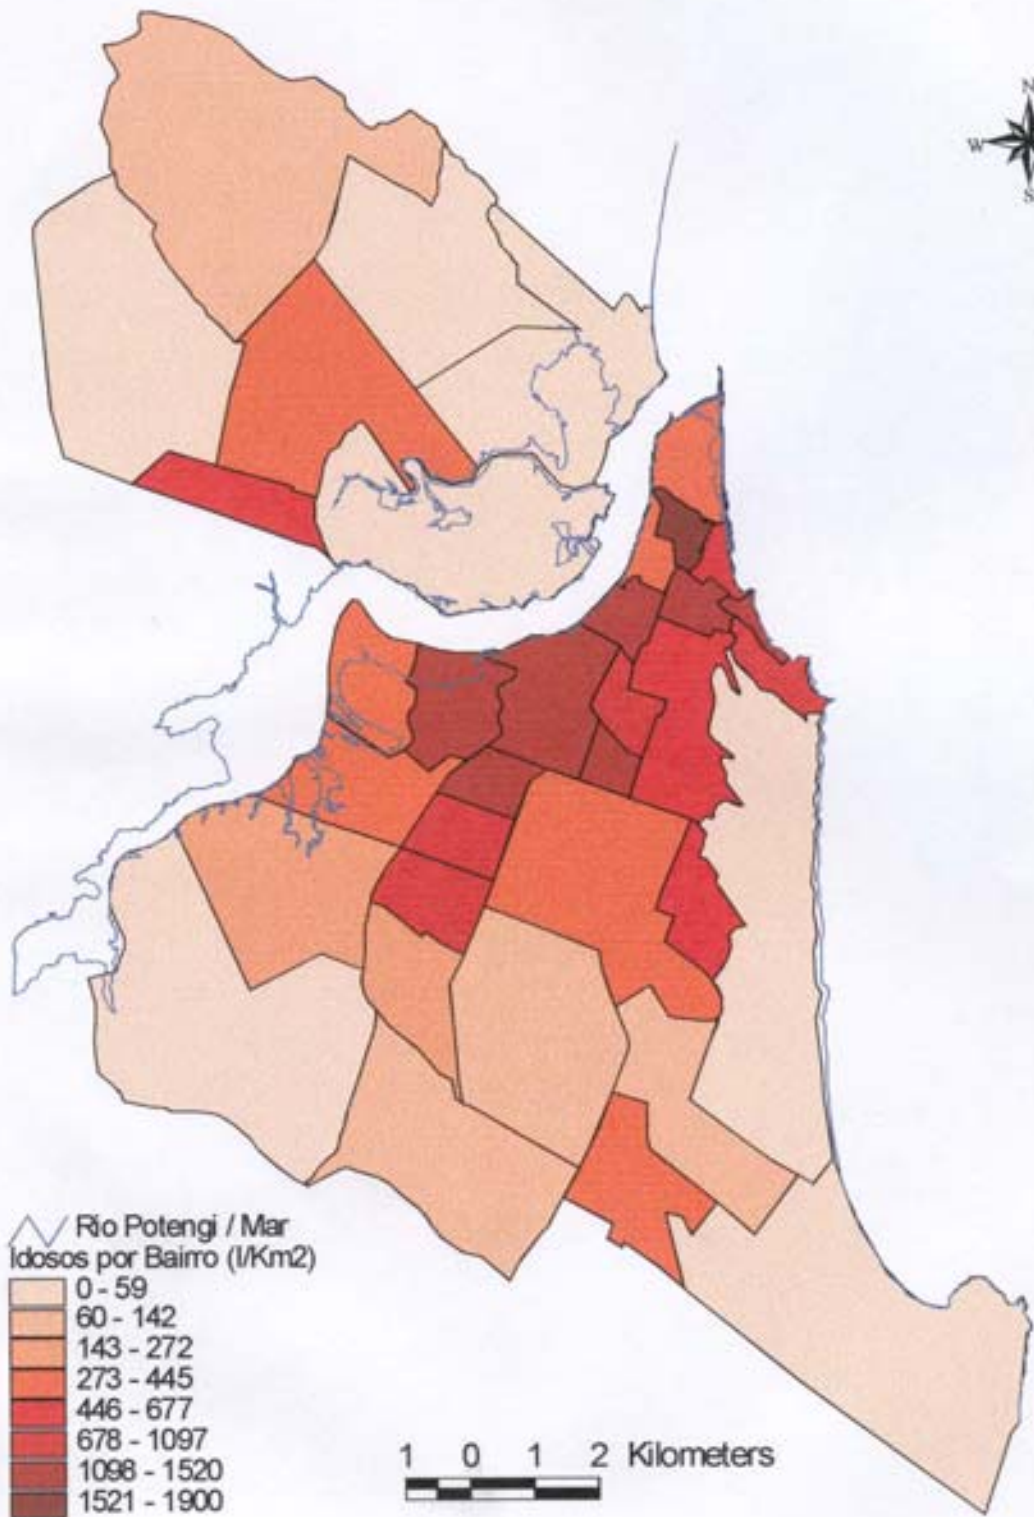 N
W
S
Rio Potengi / Mar
Idosos por Bairro (I/Km2)
0 - 59
60 - 142
143 - 272
273 - 445
446 - 677
678 - 1097
1098 - 1520
1521 - 1900
1 0 1 2 Kilometers